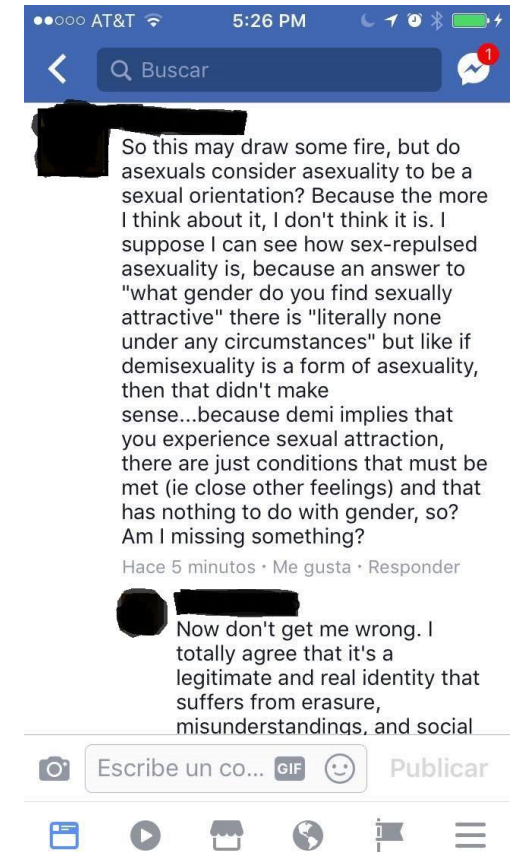 AT&T 5:26 PM
Buscar
1
So this may draw some fire, but do
asexuals consider asexuality to be a
sexual orientation? Because the more
I think about it, I don't think it is. I
suppose I can see how sex-repulsed
asexuality is, because an answer to
"what gender do you find sexually
attractive" there is "literally none
under any circumstances" but like if
demisexuality is a form of asexuality,
then that didn't make
sense...because demi implies that
you experience sexual attraction,
there are just conditions that must be
met (ie close other feelings) and that
has nothing to do with gender, so?
Am I missing something?
Hace 5 minutos · Me gusta · Responder
Now don't get me wrong. I
totally agree that it's a
legitimate and real identity that
suffers from erasure,
misunderstandings, and social
Escribe un co... GIF Publicar